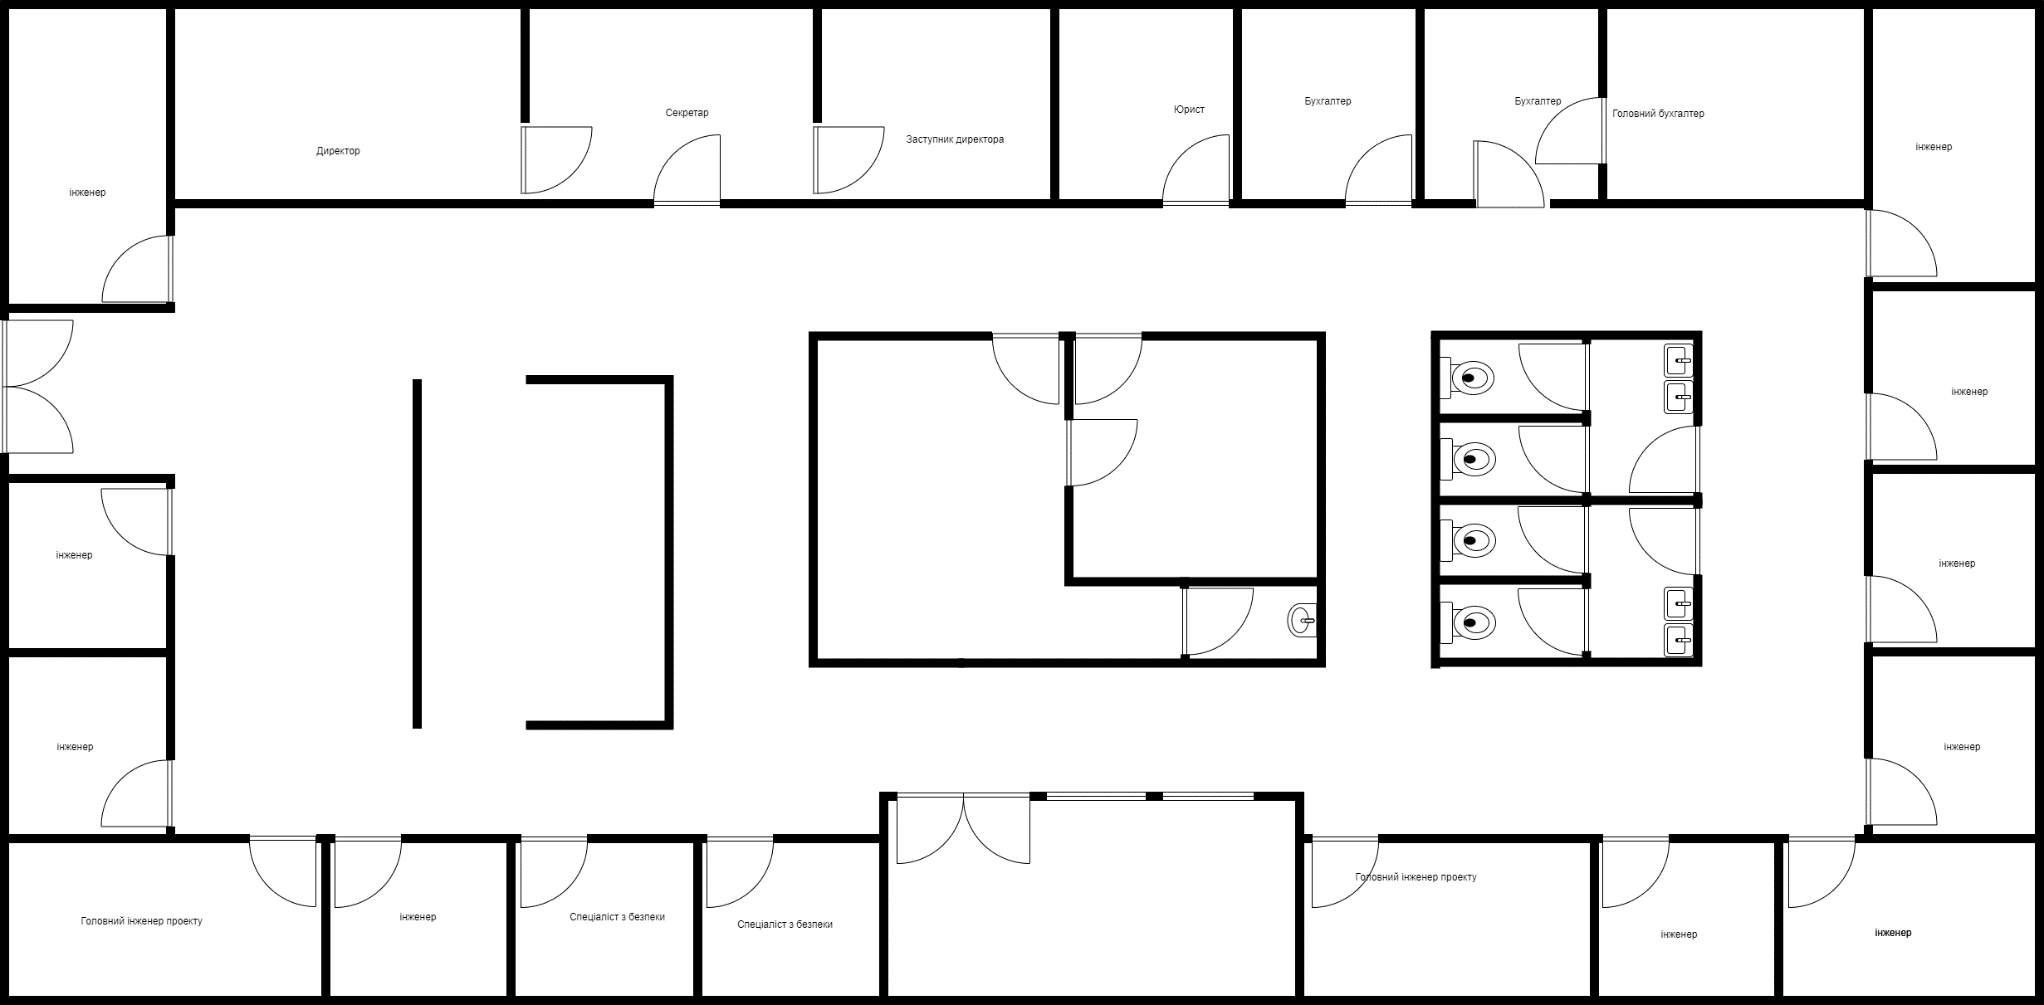 Директор
Секретар
Заступник директора
Юрист
Бухгалтер
Бухгалтер
Головний бухгалтер
інженер
інженер
інженер
інженер
інженер
інженер
інженер
Головний інженер проекту
інженер
Спеціаліст з безпеки
Спеціаліст з безпеки
Головний інженер проекту
інженер
інженер